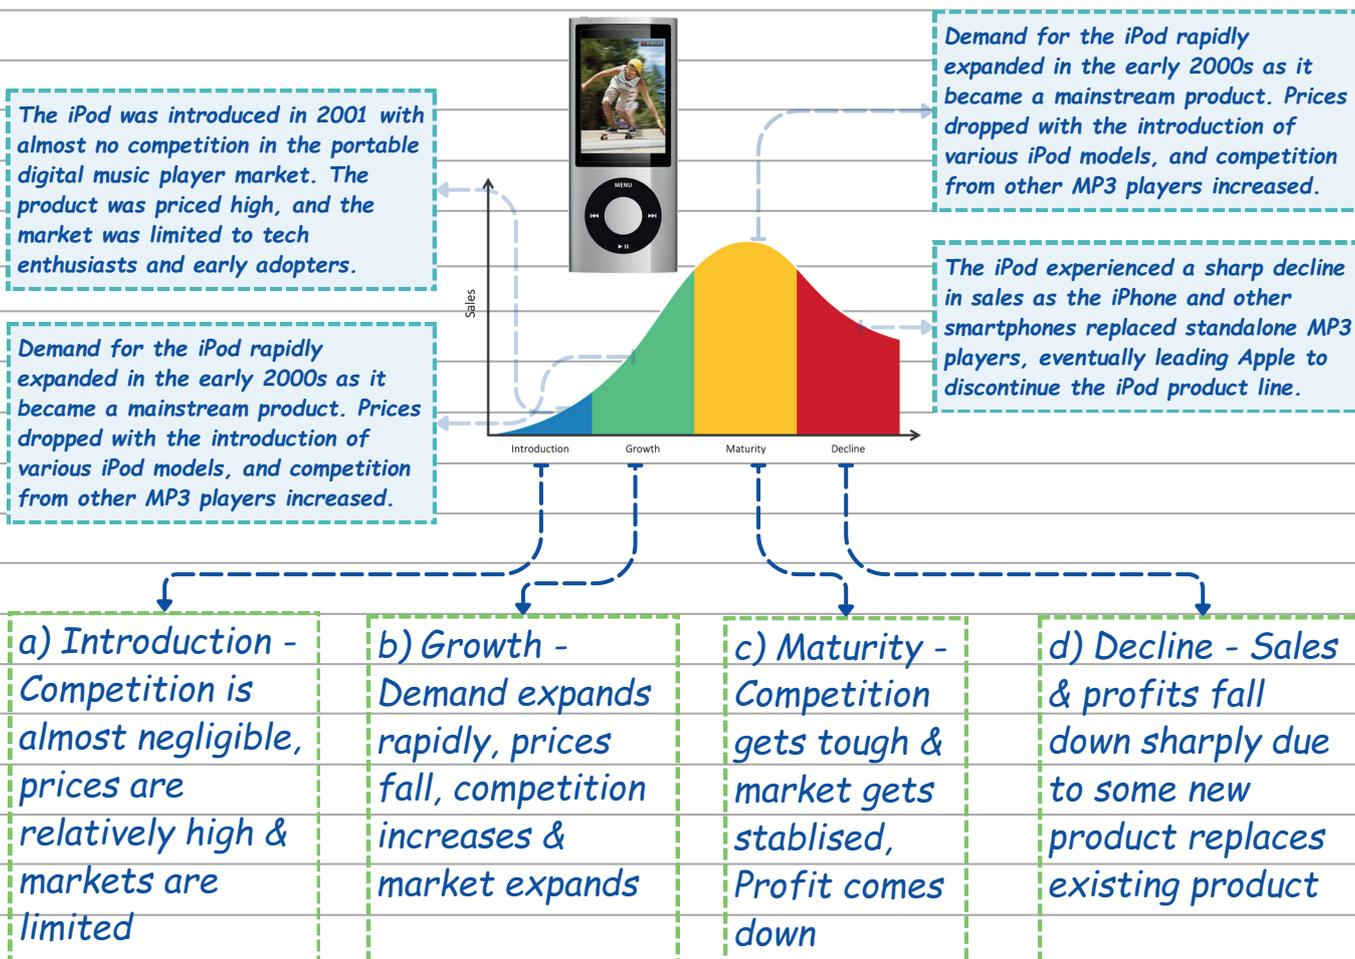 The iPod was introduced in 2001 with
almost no competition in the portable
digital music player market. The
product was priced high, and the
market was limited to tech
enthusiasts and early adopters.
Demand for the iPod rapidly
expanded in the early 2000s as it
became a mainstream product. Prices
dropped with the introduction of
various iPod models, and competition
from other MP3 players increased.
MENU
Demand for the iPod rapidly
expanded in the early 2000s as it
became a mainstream product. Prices
dropped with the introduction of
various iPod models, and competition
from other MP3 players increased.
The iPod experienced a sharp decline
in sales as the iPhone and other
smartphones replaced standalone MP3
players, eventually leading Apple to
discontinue the iPod product line.
Sales
Introduction
Growth
Maturity
Decline
a) Introduction -
Competition is
almost negligible,
prices are
relatively high &
markets are
limited
b) Growth -
Demand expands
rapidly, prices
fall, competition
increases &
market expands
c) Maturity -
Competition
gets tough &
market gets
stablised,
Profit comes
down
d) Decline - Sales
& profits fall
down sharply due
to some new
product replaces
existing product